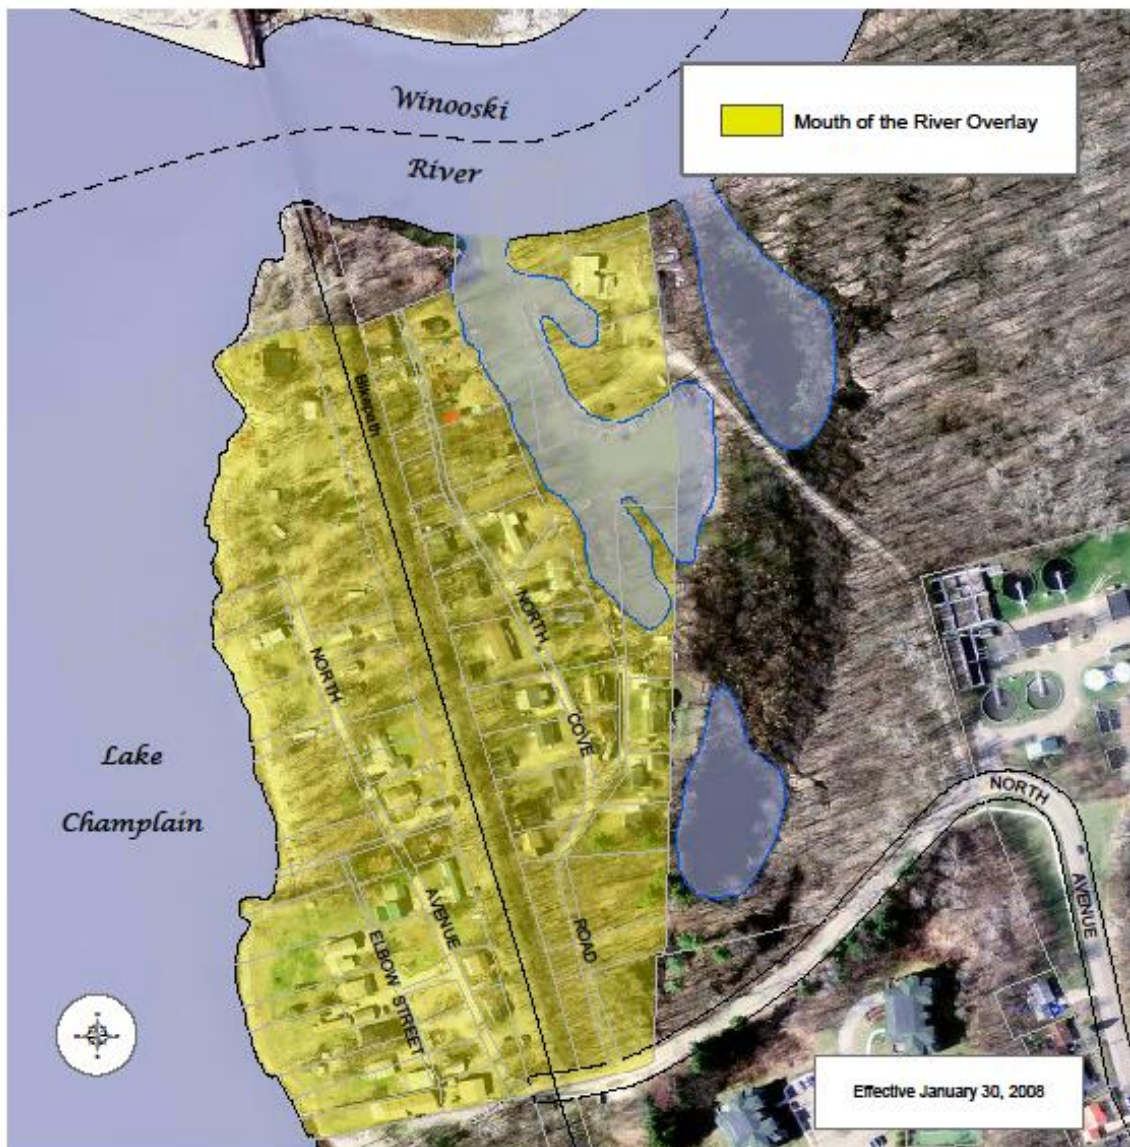 Winooski
River
Mouth of the River Overlay
Bikepath
NORTH
NORTH
COVE
ROAD
NORTH
AVENUE
Lake
Champlain
AVENUE
ELBOW STREET
Effective January 30, 2008